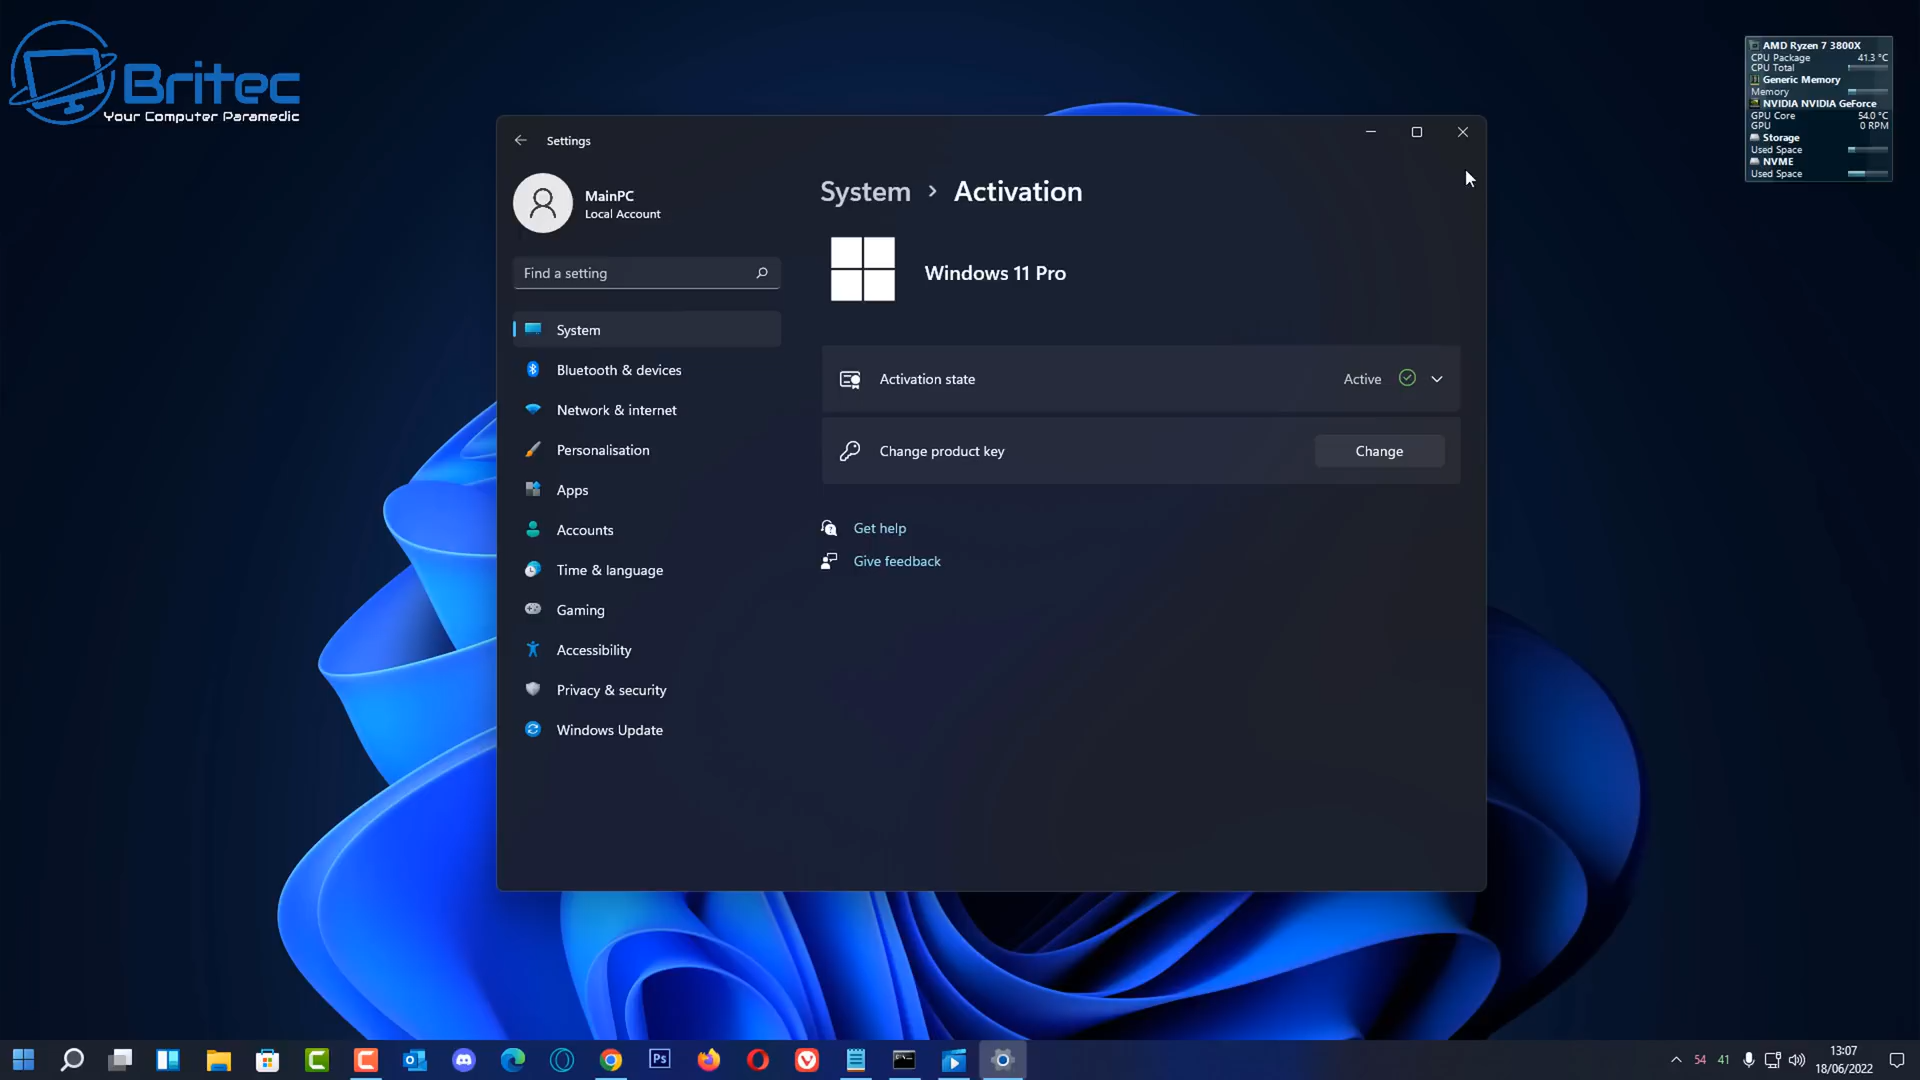 Britec
Your Computer Paramedic
AMD Ryzen 7 3800X
CPU Package 41.3 °C
CPU Total
Generic Memory
Memory
NVIDIA NVIDIA GeForce
GPU Core 54.0 °C
GPU 0 RPM
Storage
Used Space
NVME
Used Space
Settings
MainPC
Local Account
Find a setting
System
Bluetooth & devices
Network & internet
Personalisation
Apps
Accounts
Time & language
Gaming
Accessibility
Privacy & security
Windows Update
System > Activation
Windows 11 Pro
Activation state Active
Change product key Change
Get help
Give feedback
Ps
54 41
13:07
18/06/2022